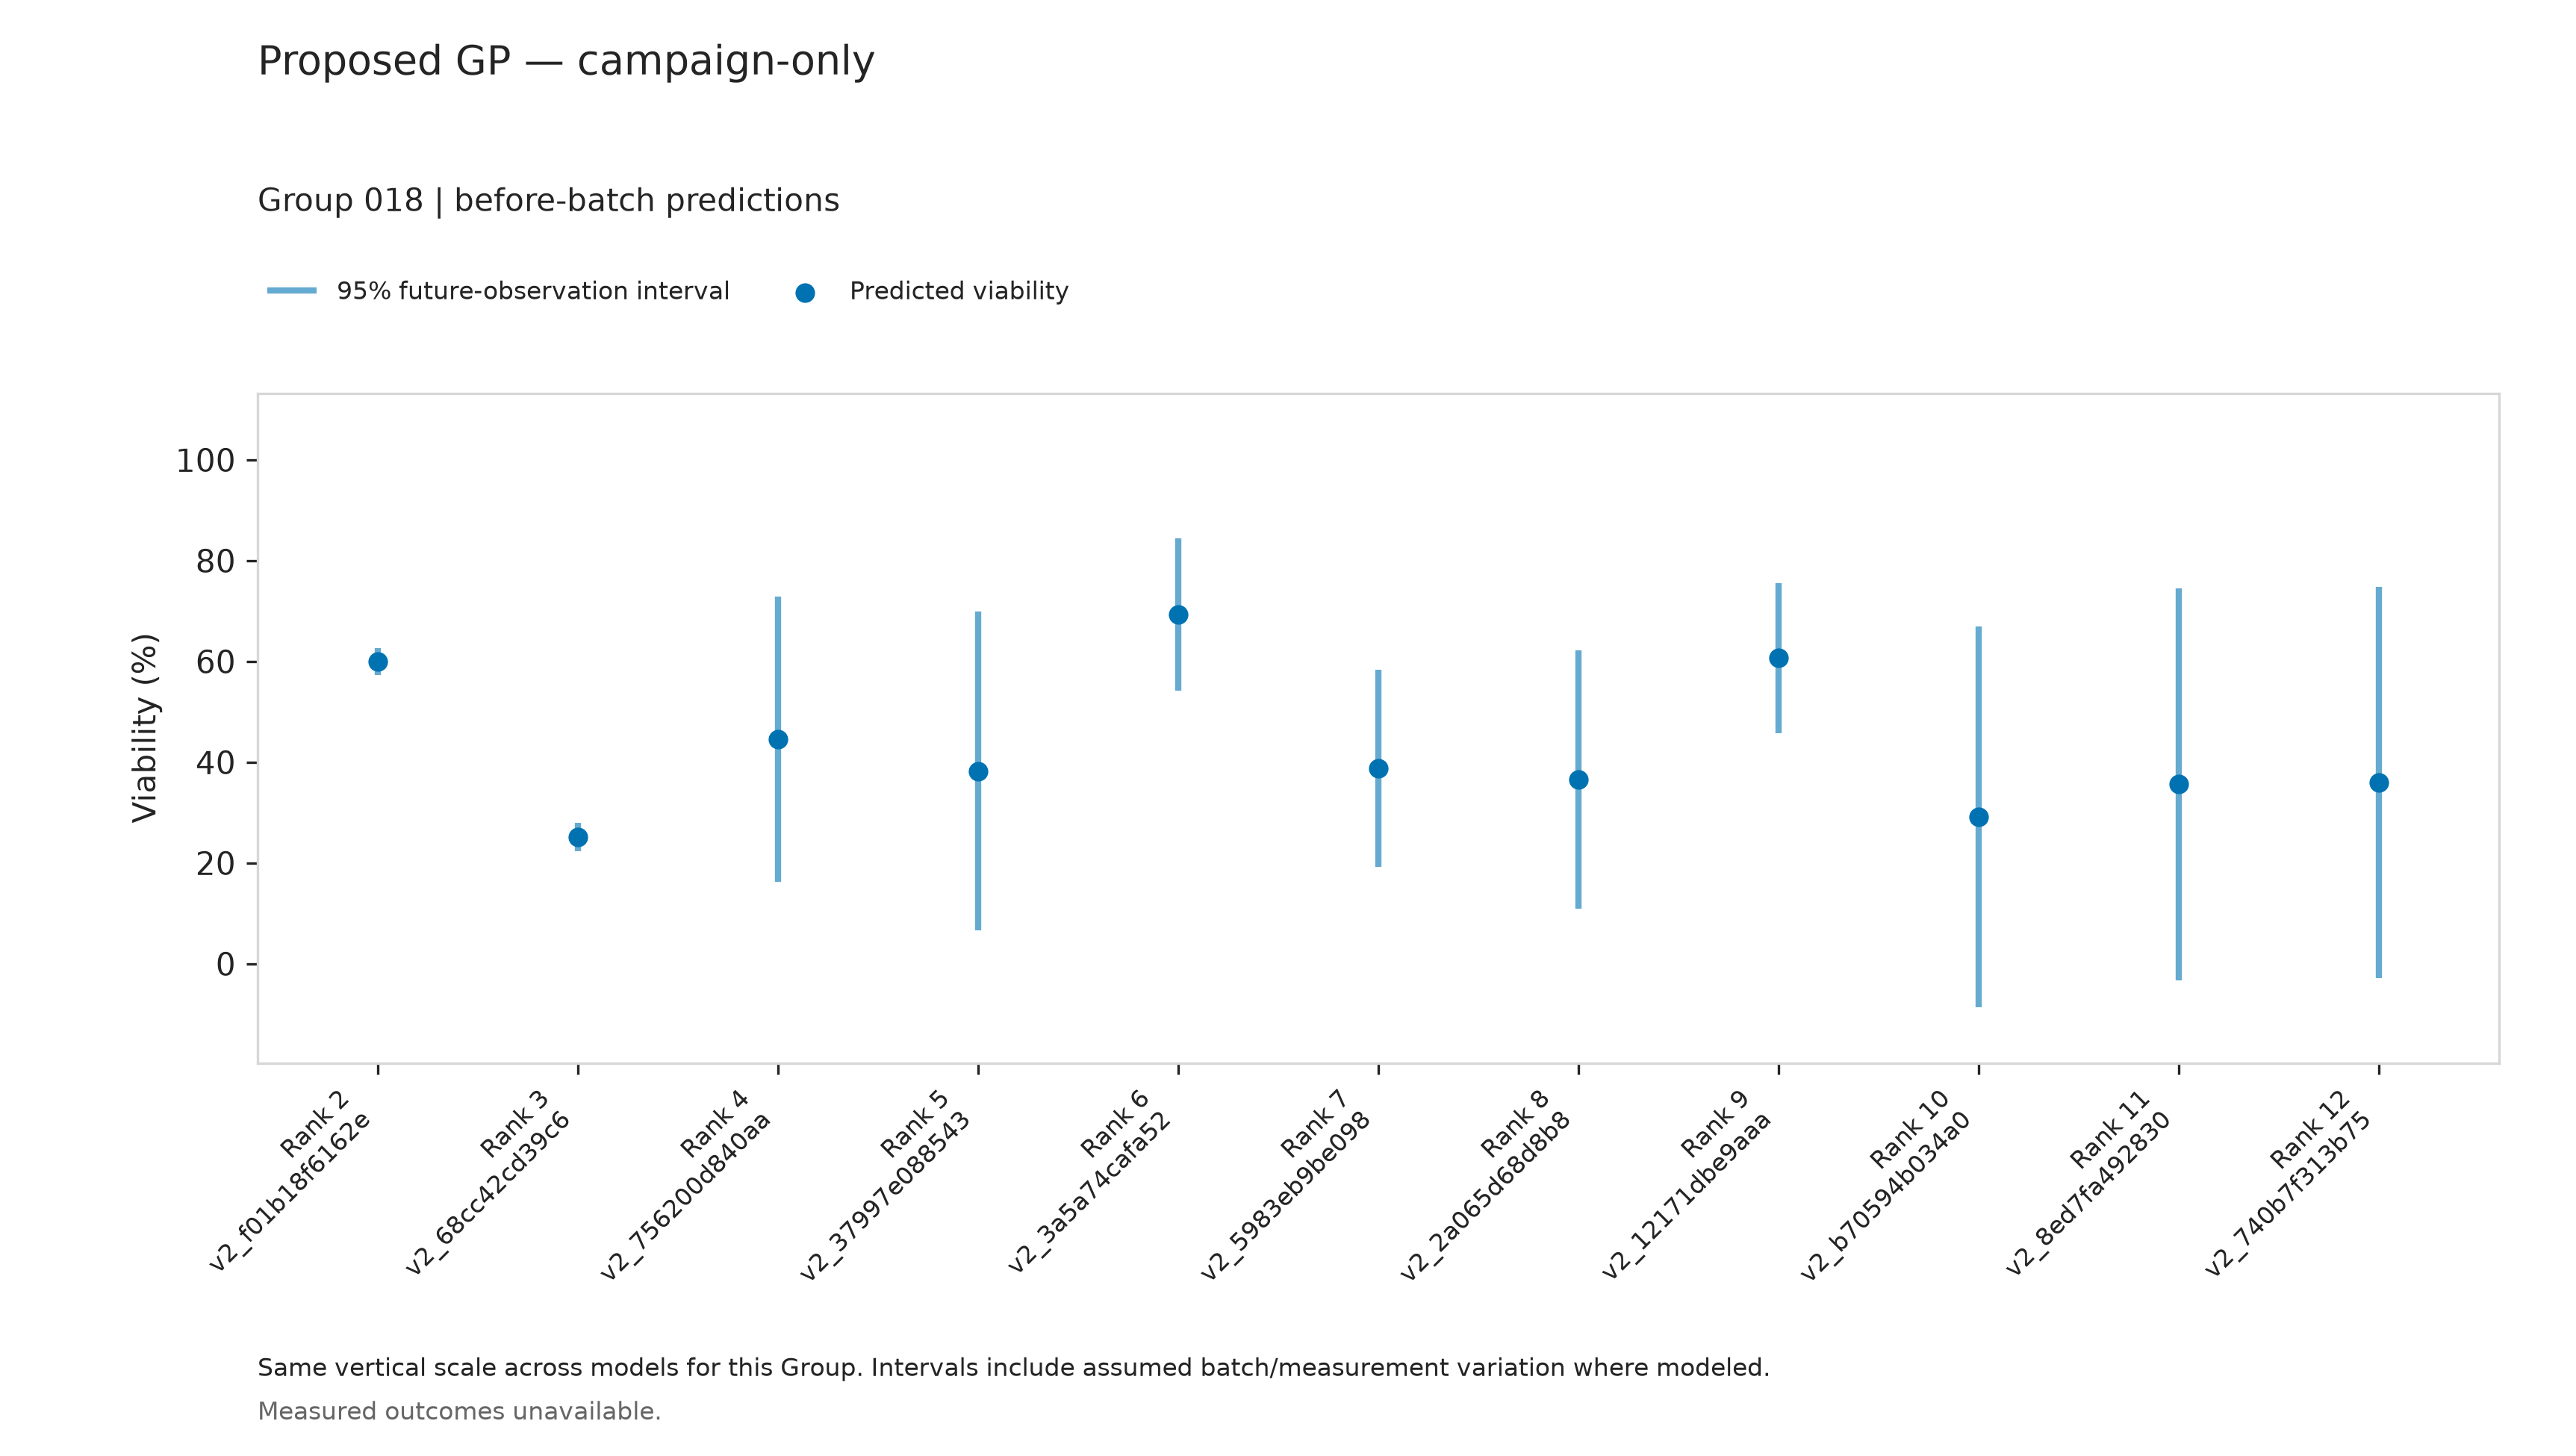 Proposed GP — campaign-only
Group 018 | before-batch predictions
95% future-observation interval
Predicted viability
Viability (%)
100
80
60
40
20
0
Rank 2
v2_f01b18f6162e
Rank 3
v2_68cc42cd39c6
Rank 4
v2_756200d840aa
Rank 5
v2_37997e088543
Rank 6
v2_3a5a74cafa52
Rank 7
v2_5983eb9be098
Rank 8
v2_2a065d68d8b8
Rank 9
v2_12171dbe9aaa
Rank 10
v2_b70594b034a0
Rank 11
v2_8ed7fa492830
Rank 12
v2_740b7f313b75
Same vertical scale across models for this Group. Intervals include assumed batch/measurement variation where modeled.
Measured outcomes unavailable.